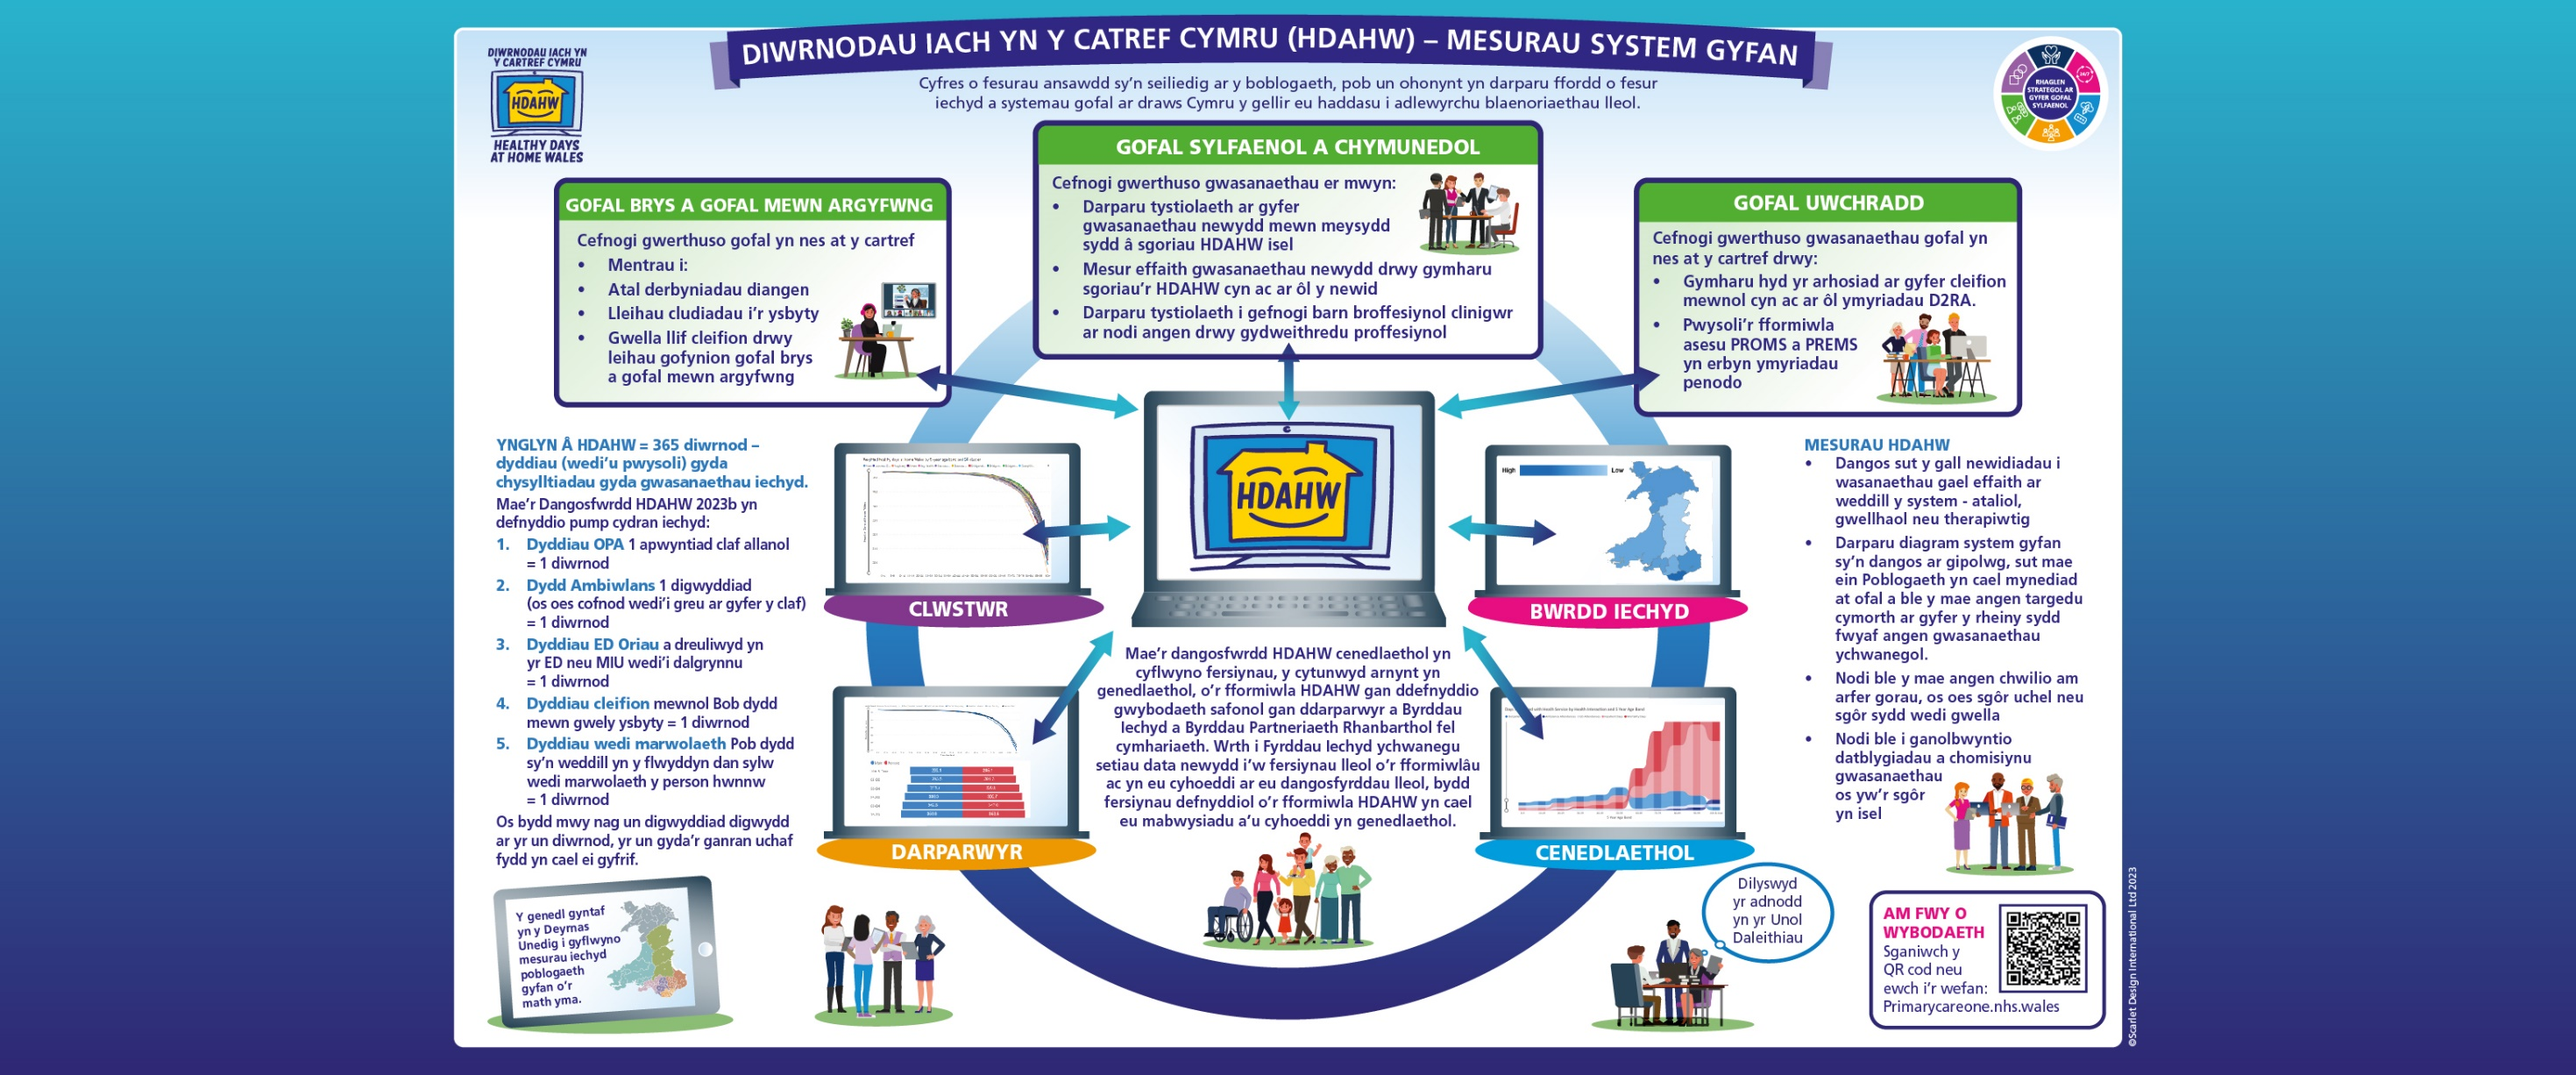 DIWRNODAU IACH YN Y CATREF CYMRU (HDAHW) – MESURAU SYSTEM GYFAN
Cyfres o fesurau ansawdd sy’n seiliedig ar y boblogaeth, pob un ohonynt yn darparu ffordd o fesur
iechyd a systemau gofal ar draws Cymru y gellir eu haddasu i adlewyrchu blaenoriaethau lleol.
DIWRNODAU IACH YN
Y CARTREF CYMRU
HDAHW
HEALTHY DAYS
AT HOME WALES
RHAGLEN
STRATEGOL AR
GYFER GOFAL
SYLFAENOL
24/7
GOFAL BRYS A GOFAL MEWN ARGYFWNG
Cefnogi gwerthuso gofal yn nes at y cartref
• Mentrau i:
• Atal derbyniadau diangen
• Lleihau cludiadau i’r ysbyty
• Gwella llif cleifion drwy
leihau gofynion gofal brys
a gofal mewn argyfwng
GOFAL SYLFAENOL A CHYMUNEDOL
Cefnogi gwerthuso gwasanaethau er mwyn:
• Darparu tystiolaeth ar gyfer
gwasanaethau newydd mewn meysydd
sydd â sgoriau HDAHW isel
• Mesur effaith gwasanaethau newydd drwy gymharu
sgoriau’r HDAHW cyn ac ar ôl y newid
• Darparu tystiolaeth i gefnogi barn broffesiynol clinigwr
ar nodi angen drwy gydweithredu proffesiynol
GOFAL UWCHRADD
Cefnogi gwerthuso gwasanaethau gofal yn
nes at y cartref drwy:
• Gymharu hyd yr arhosiad ar gyfer cleifion
mewnol cyn ac ar ôl ymyriadau D2RA.
• Pwysoli’r fformiwla
asesu PROMS a PREMS
yn erbyn ymyriadau
penodo
YNGLYN Â HDAHW = 365 diwrnod –
dyddiau (wedi’u pwysoli) gyda
chysylltiadau gyda gwasanaethau iechyd.
Mae’r Dangosfwrdd HDAHW 2023b yn
defnyddio pump cydran iechyd:
1. Dyddiau OPA 1 apwyntiad claf allanol
= 1 diwrnod
2. Dydd Ambiwlans 1 digwyddiad
(os oes cofnod wedi’i greu ar gyfer y claf)
= 1 diwrnod
3. Dyddiau ED Oriau a dreuliwyd yn
yr ED neu MIU wedi’i dalgrynnu
= 1 diwrnod
4. Dyddiau cleifion mewnol Bob dydd
mewn gwely ysbyty = 1 diwrnod
5. Dyddiau wedi marwolaeth Pob dydd
sy’n weddill yn y flwyddyn dan sylw
wedi marwolaeth y person hwnnw
= 1 diwrnod
Os bydd mwy nag un digwyddiad digwydd
ar yr un diwrnod, yr un gyda’r ganran uchaf
fydd yn cael ei gyfrif.
Y genedl gyntaf
yn y Deymas
Unedig i gyflwyno
mesurau iechyd
poblogaeth
gyfan o’r
math yma.
CLWSTWR
DARPARWYR
HDAHW
Mae’r dangosfwrdd HDAHW cenedlaethol yn
cyflwyno fersiynau, y cytunwyd arnynt yn
genedlaethol, o’r fformiwla HDAHW gan ddefnyddio
gwybodaeth safonol gan ddarparwyr a Byrddau
Iechyd a Byrddau Partneriaeth Rhanbarthol fel
cymhariaeth. Wrth i Fyrddau Iechyd ychwanegu
setiau data newydd i’w fersiynau lleol o’r fformiwlâu
ac yn eu cyhoeddi ar eu dangosfyrddau lleol, bydd
fersiynau defnyddiol o’r fformiwla HDAHW yn cael
eu mabwysiadu a’u cyhoeddi yn genedlaethol.
High
Low
BWRDD IECHYD
CENEDLAETHOL
Dilyswyd
yr adnodd
yn yr Unol
Daleithiau
MESURAU HDAHW
• Dangos sut y gall newidiadau i
wasanaethau gael effaith ar
weddill y system - ataliol,
gwellhaol neu therapiwtig
• Darparu diagram system gyfan
sy’n dangos ar gipolwg, sut mae
ein Poblogaeth yn cael mynediad
at ofal a ble y mae angen targedu
cymorth ar gyfer y rheiny sydd
fwyaf angen gwasanaethau
ychwanegol.
• Nodi ble y mae angen chwilio am
arfer gorau, os oes sgôr uchel neu
sgôr sydd wedi gwella
• Nodi ble i ganolbwyntio
datblygiadau a chomisiynu
gwasanaethau
os yw’r sgôr
yn isel
AM FWY O
WYBODAETH
Sganiwch y
QR cod neu
ewch i’r wefan:
Primarycareone.nhs.wales
©Scarlet Design International Ltd 2023